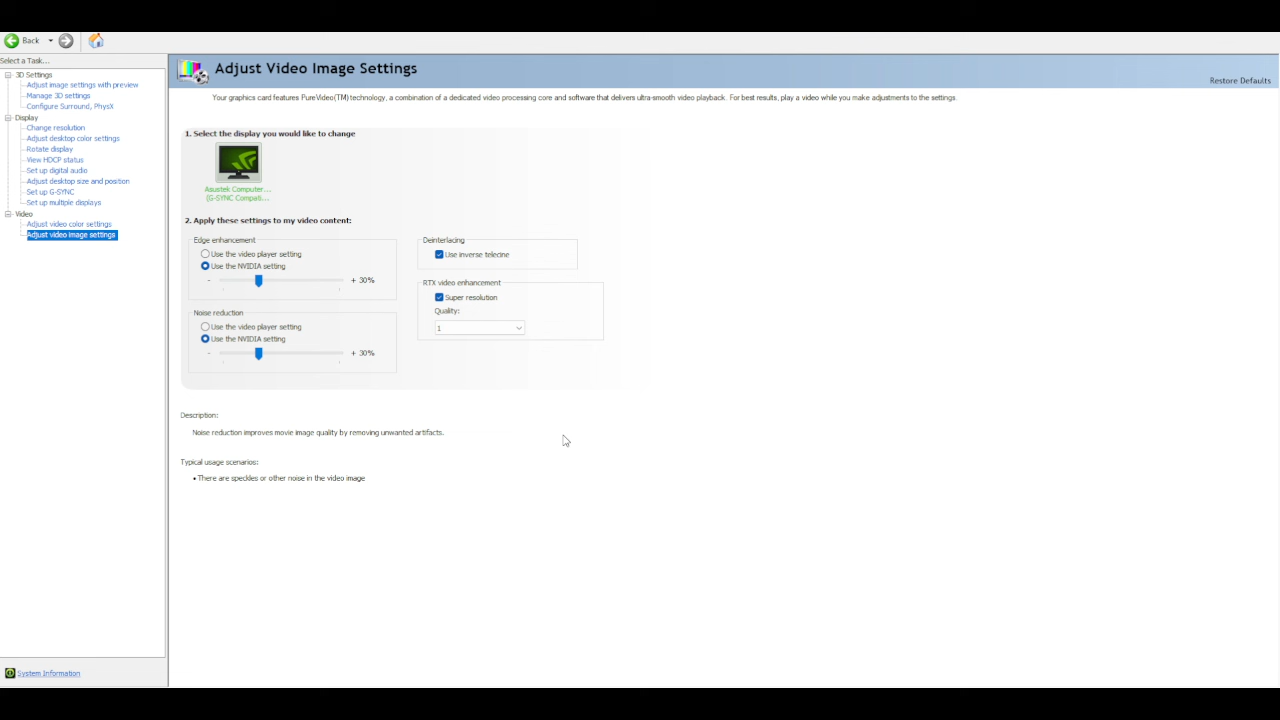 Back
Select a Task...
3D Settings
Adjust image settings with preview
Manage 3D settings
Configure Surround, PhysX
Display
Change resolution
Adjust desktop color settings
Rotate display
View HDCP status
Set up digital audio
Adjust desktop size and position
Set up G-SYNC
Set up multiple displays
Video
Adjust video color settings
Adjust video image settings
System Information
Adjust Video Image Settings
Restore Defaults
Your graphics card features PureVideo(TM) technology, a combination of a dedicated video processing core and software that delivers ultra-smooth video playback. For best results, play a video while you make adjustments to the settings.
1. Select the display you would like to change
Asustek Computer...
(G-SYNC Compati...
2. Apply these settings to my video content:
Edge enhancement
Use the video player setting
Use the NVIDIA setting
- + 30%
Noise reduction
Use the video player setting
Use the NVIDIA setting
- + 30%
Deinterlacing
Use inverse telecine
RTX video enhancement
Super resolution
Quality:
1
Description:
Noise reduction improves movie image quality by removing unwanted artifacts.
Typical usage scenarios:
• There are speckles or other noise in the video image